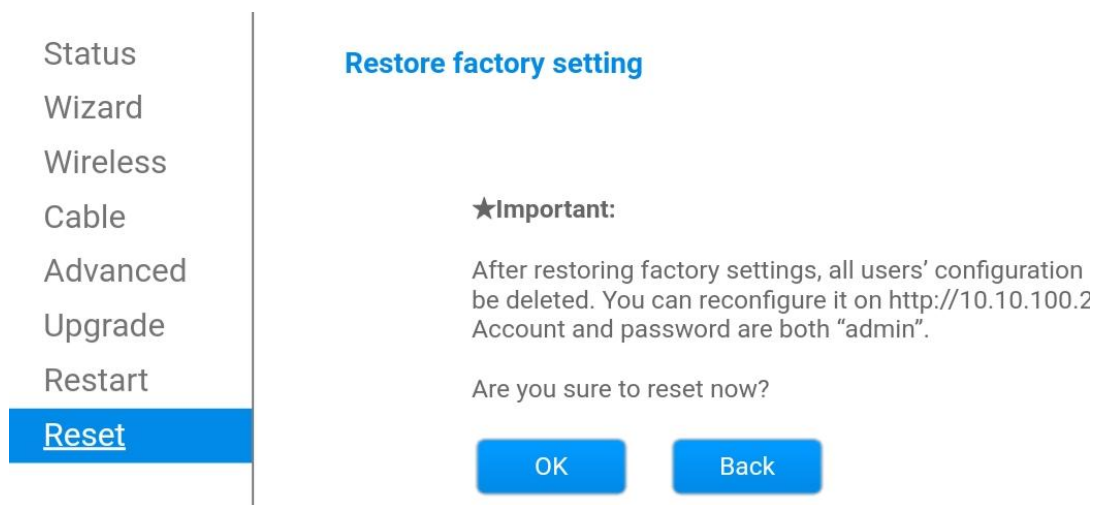 Status
Wizard
Wireless
Cable
Advanced
Upgrade
Restart
Reset
Restore factory setting
★Important:
After restoring factory settings, all users’ configuration
be deleted. You can reconfigure it on http://10.10.100.2
Account and password are both “admin”.
Are you sure to reset now?
OK
Back